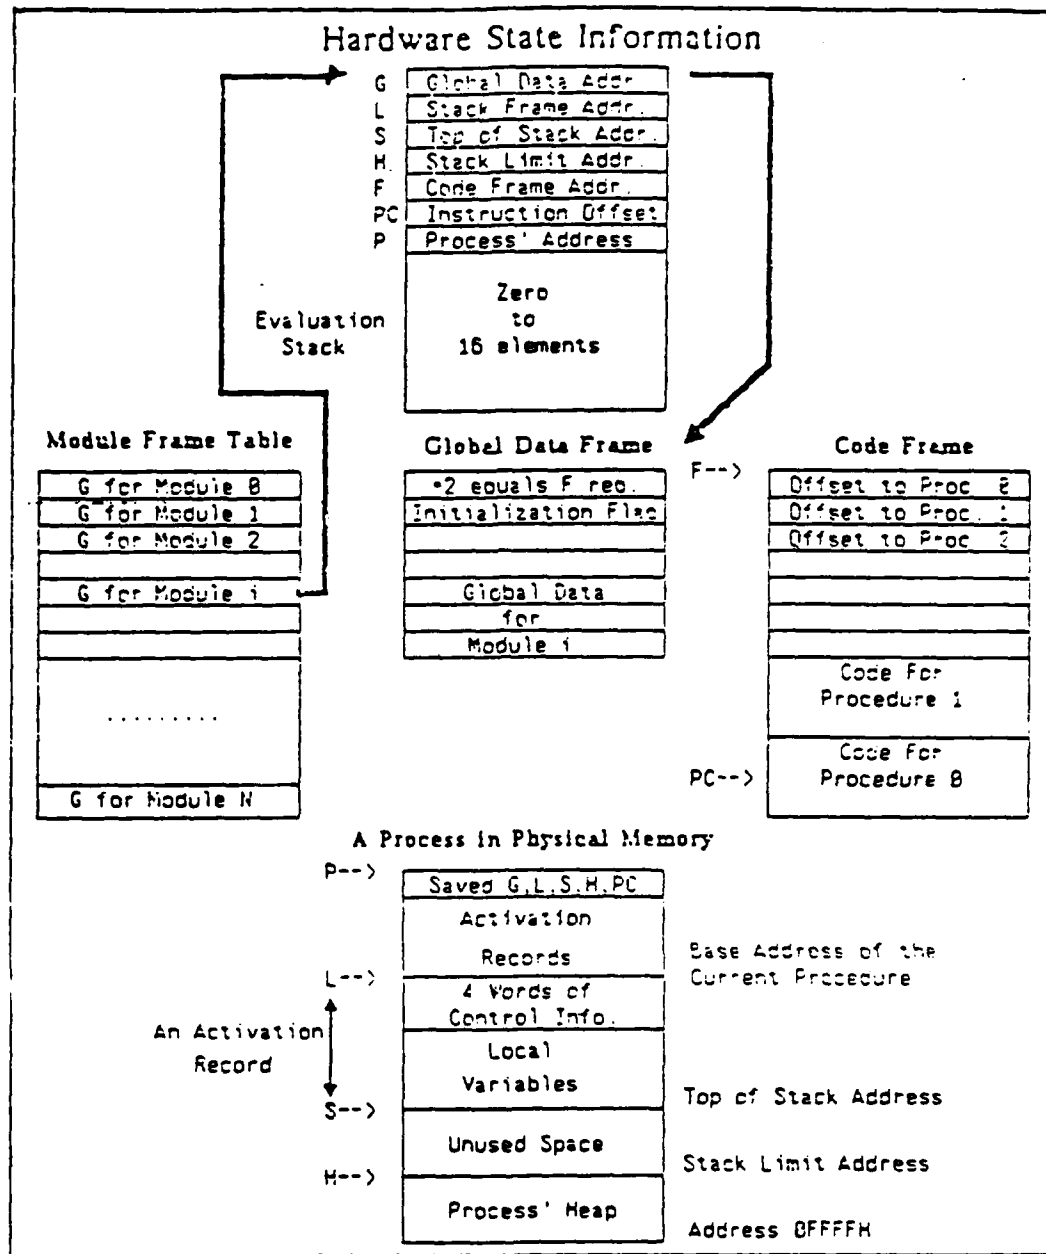 Hardware State Information
G Global Data Addr.
L Stack Frame Addr.
S Top of Stack Addr.
H Stack Limit Addr.
F Code Frame Addr.
PC Instruction Offset
P Process' Address
Evaluation
Stack
Zero
to
16 elements
Module Frame Table
G for Module 0
G for Module 1
G for Module 2
G for Module i
.........
G for Module N
Global Data Frame
*2 equals F reg.
Initialization Flag
Global Data
for
Module i
Code Frame
F-->
Offset to Proc. 0
Offset to Proc. 1
Offset to Proc. 2
Code For
Procedure 1
PC-->
Code For
Procedure 0
A Process in Physical Memory
P-->
Saved G,L,S,H,PC
Activation
Records
Base Address of the
Current Procedure
L-->
4 Words of
Control Info.
An Activation
Record
Local
Variables
S-->
Top of Stack Address
Unused Space
H-->
Stack Limit Address
Process' Heap
Address 0FFFFH